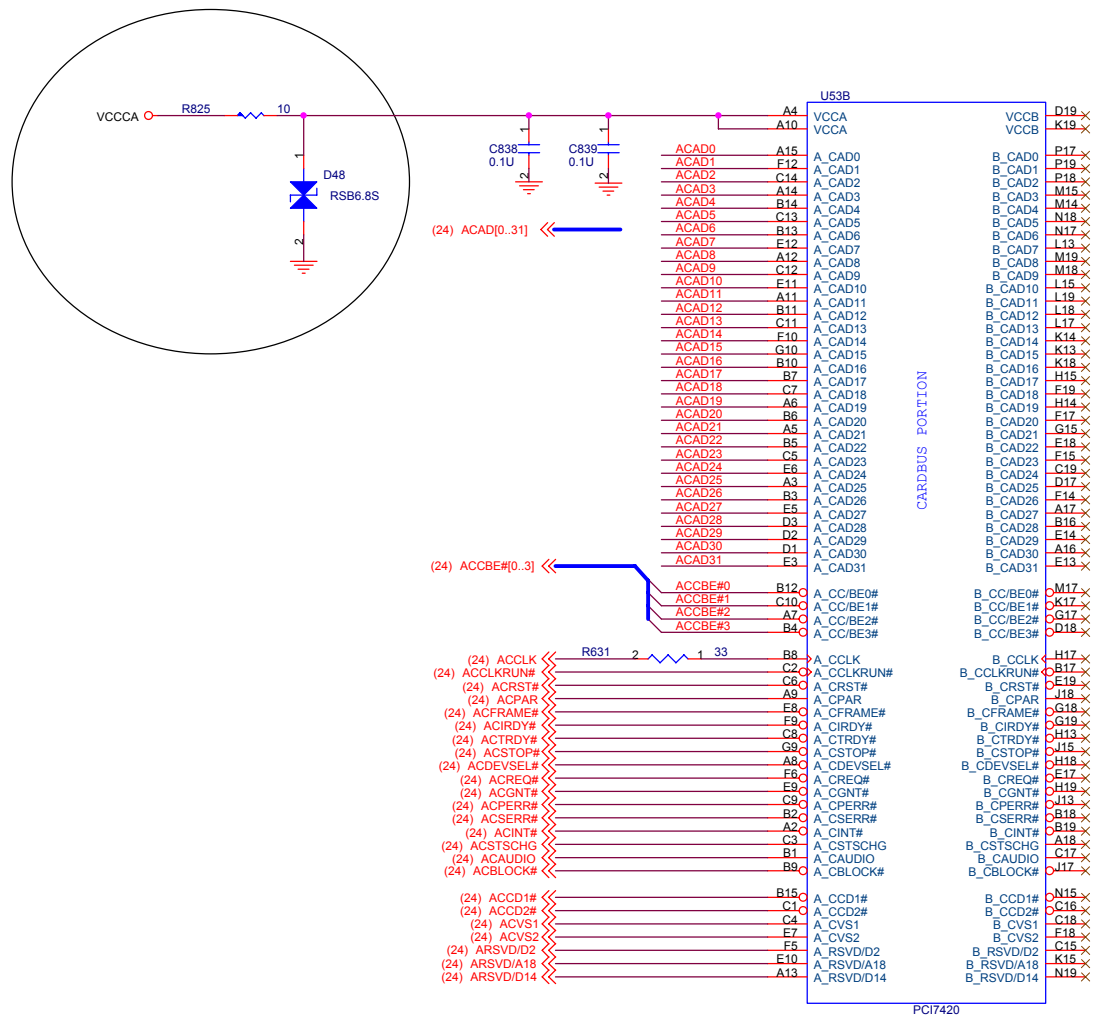 U53B
VCCCA R825 10 A4 VCCA VCCB D19
A10 VCCA VCCB K19
1 1 1
C838 C839
0.1U 0.1U
2 2
D48
RSB6.8S
2
ACAD0 A15 A_CAD0 B_CAD0 P17
ACAD1 F12 A_CAD1 B_CAD1 P19
ACAD2 C14 A_CAD2 B_CAD2 P18
ACAD3 A14 A_CAD3 B_CAD3 M15
ACAD4 B14 A_CAD4 B_CAD4 M14
ACAD5 C13 A_CAD5 B_CAD5 N18
(24) ACAD[0..31] ACAD6 B13 A_CAD6 B_CAD6 N17
ACAD7 E12 A_CAD7 B_CAD7 L13
ACAD8 A12 A_CAD8 B_CAD8 M19
ACAD9 C12 A_CAD9 B_CAD9 M18
ACAD10 E11 A_CAD10 B_CAD10 L15
ACAD11 A11 A_CAD11 B_CAD11 L19
ACAD12 B11 A_CAD12 B_CAD12 L18
ACAD13 C11 A_CAD13 B_CAD13 L17
ACAD14 F10 A_CAD14 B_CAD14 K14
ACAD15 G10 A_CAD15 B_CAD15 K13
ACAD16 B10 A_CAD16 B_CAD16 K18
ACAD17 B7 A_CAD17 B_CAD17 H15
ACAD18 C7 A_CAD18 B_CAD18 F19
ACAD19 A6 A_CAD19 B_CAD19 H14
ACAD20 B6 A_CAD20 B_CAD20 F17
ACAD21 A5 A_CAD21 B_CAD21 G15
ACAD22 B5 A_CAD22 B_CAD22 E18
ACAD23 C5 A_CAD23 B_CAD23 F15
ACAD24 E6 A_CAD24 B_CAD24 C19
ACAD25 A3 A_CAD25 B_CAD25 D17
ACAD26 B3 A_CAD26 B_CAD26 F14
ACAD27 E5 A_CAD27 B_CAD27 A17
ACAD28 D3 A_CAD28 B_CAD28 B16
ACAD29 D2 A_CAD29 B_CAD29 E14
ACAD30 D1 A_CAD30 B_CAD30 A16
ACAD31 E3 A_CAD31 B_CAD31 E13
CARDBUS PORTION
(24) ACCBE#[0..3]
ACCBE#0 B12 A_CC/BE0# B_CC/BE0# M17
ACCBE#1 C10 A_CC/BE1# B_CC/BE1# K17
ACCBE#2 A7 A_CC/BE2# B_CC/BE2# G17
ACCBE#3 B4 A_CC/BE3# B_CC/BE3# D18
(24) ACCLK R631 2 1 33 B8 A_CCLK B_CCLK H17
(24) ACCLKRUN# C2 A_CCLKRUN# B_CCLKRUN# B17
(24) ACRST# C6 A_CRST# B_CRST# E19
(24) ACPAR A9 A_CPAR B_CPAR J18
(24) ACFRAME# E8 A_CFRAME# B_CFRAME# G18
(24) ACIRDY# F9 A_CIRDY# B_CIRDY# G19
(24) ACTRDY# C8 A_CTRDY# B_CTRDY# H13
(24) ACSTOP# G9 A_CSTOP# B_CSTOP# J15
(24) ACDEVSEL# A8 A_CDEVSEL# B_CDEVSEL# H18
(24) ACREQ# F6 A_CREQ# B_CREQ# E17
(24) ACGNT# E9 A_CGNT# B_CGNT# H19
(24) ACPERR# C9 A_CPERR# B_CPERR# J13
(24) ACSERR# B2 A_CSERR# B_CSERR# B18
(24) ACINT# A2 A_CINT# B_CINT# B19
(24) ACSTSCHG C3 A_CSTSCHG B_CSTSCHG A18
(24) ACAUDIO B1 A_CAUDIO B_CAUDIO C17
(24) ACBLOCK# B9 A_CBLOCK# B_CBLOCK# J17
(24) ACCD1# B15 A_CCD1# B_CCD1# N15
(24) ACCD2# C1 A_CCD2# B_CCD2# C16
(24) ACVS1 C4 A_CVS1 B_CVS1 C18
(24) ACVS2 E7 A_CVS2 B_CVS2 F18
(24) ARSVD/D2 F5 A_RSVD/D2 B_RSVD/D2 C15
(24) ARSVD/A18 E10 A_RSVD/A18 B_RSVD/A18 K15
(24) ARSVD/D14 A13 A_RSVD/D14 B_RSVD/D14 N19
PCI7420